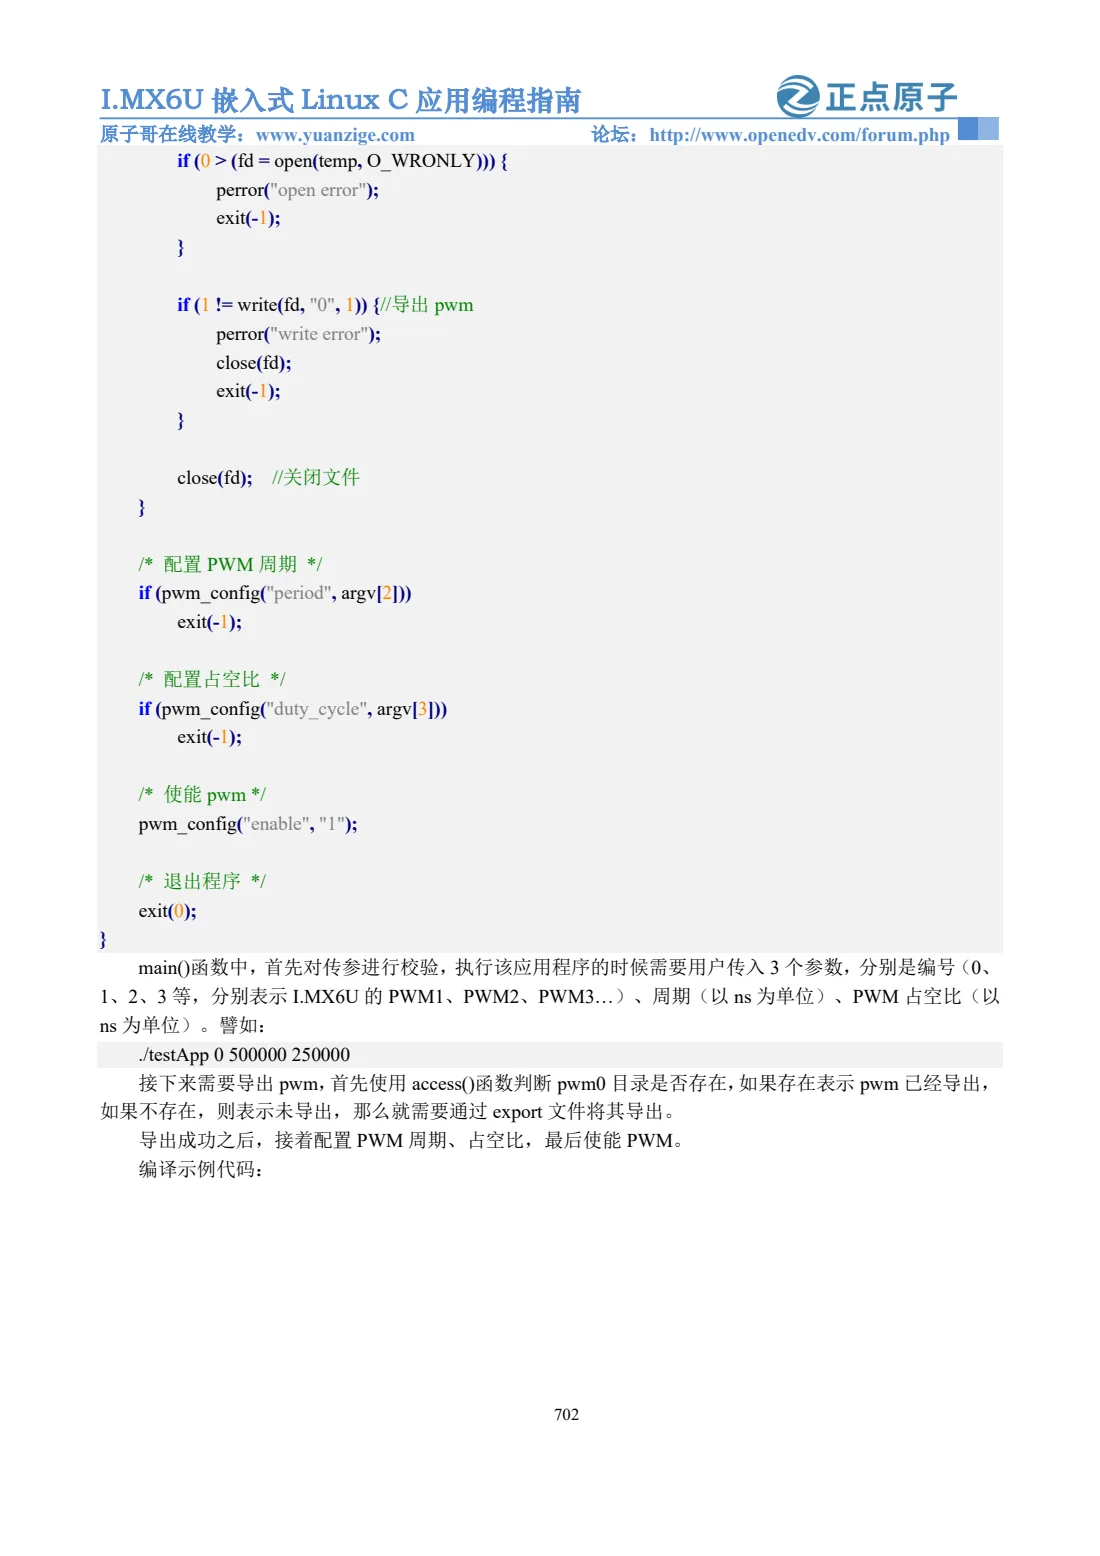 I.MX6U 嵌入式 Linux C 应用编程指南
正点原子
原子哥在线教学：www.yuanzige.com 论坛：http://www.openedv.com/forum.php
if (0 > (fd = open(temp, O_WRONLY))) {
perror("open error");
exit(-1);
}
if (1 != write(fd, "0", 1)) {//导出 pwm
perror("write error");
close(fd);
exit(-1);
}
close(fd); //关闭文件
}
/* 配置 PWM 周期 */
if (pwm_config("period", argv[2]))
exit(-1);
/* 配置占空比 */
if (pwm_config("duty_cycle", argv[3]))
exit(-1);
/* 使能 pwm */
pwm_config("enable", "1");
/* 退出程序 */
exit(0);
}
main()函数中，首先对传参进行校验，执行该应用程序的时候需要用户传入 3 个参数，分别是编号（0、
1、2、3 等，分别表示 I.MX6U 的 PWM1、PWM2、PWM3…）、周期（以 ns 为单位）、PWM 占空比（以
ns 为单位）。譬如：
./testApp 0 500000 250000
接下来需要导出 pwm，首先使用 access()函数判断 pwm0 目录是否存在，如果存在表示 pwm 已经导出，
如果不存在，则表示未导出，那么就需要通过 export 文件将其导出。
导出成功之后，接着配置 PWM 周期、占空比，最后使能 PWM。
编译示例代码：
702